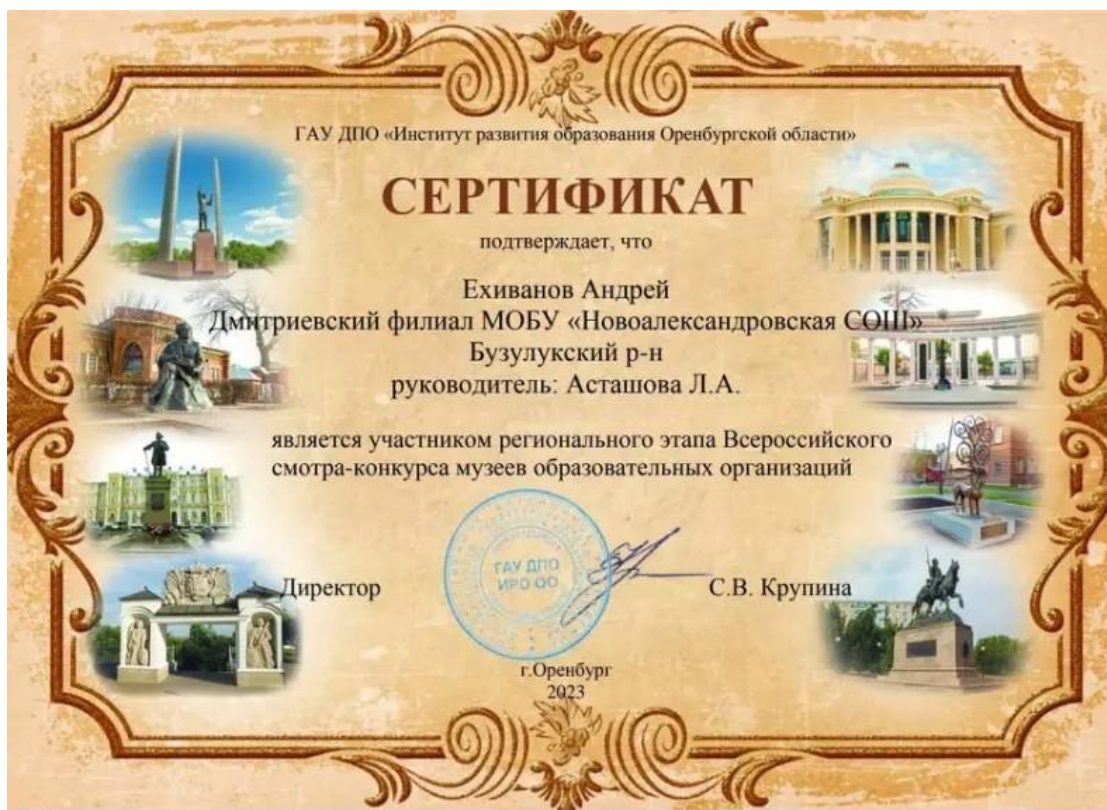 ГАУ ДПО «Институт развития образования Оренбургской области»
СЕРТИФИКАТ
подтверждает, что
Ехиванов Андрей
Дмитриевский филиал МОБУ «Новоалександровская СОШ»
Бузулукский р-н
руководитель: Асташова Л.А.
является участником регионального этапа Всероссийского
смотра-конкурса музеев образовательных организаций
ГАУ ДПО
ИРО ОО
Директор
С.В. Крупина
г.Оренбург
2023